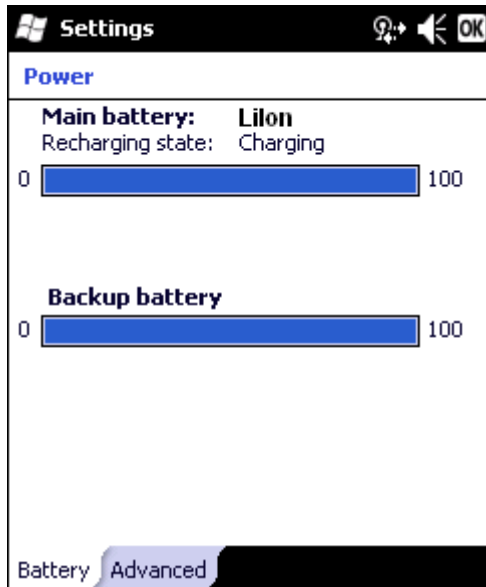 Settings OK
Power
Main battery: LiIon
Recharging state: Charging
0 100
Backup battery
0 100
Battery Advanced